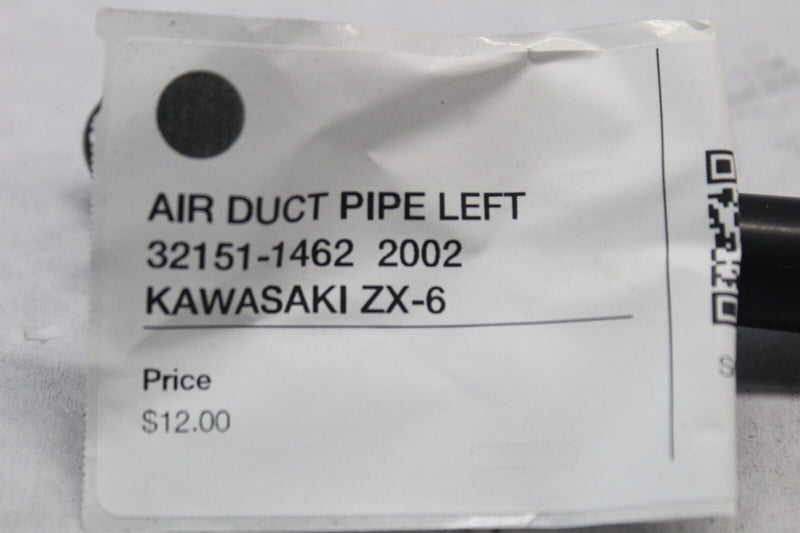 AIR DUCT PIPE LEFT
32151-1462 2002
KAWASAKI ZX-6
Price
$12.00
S